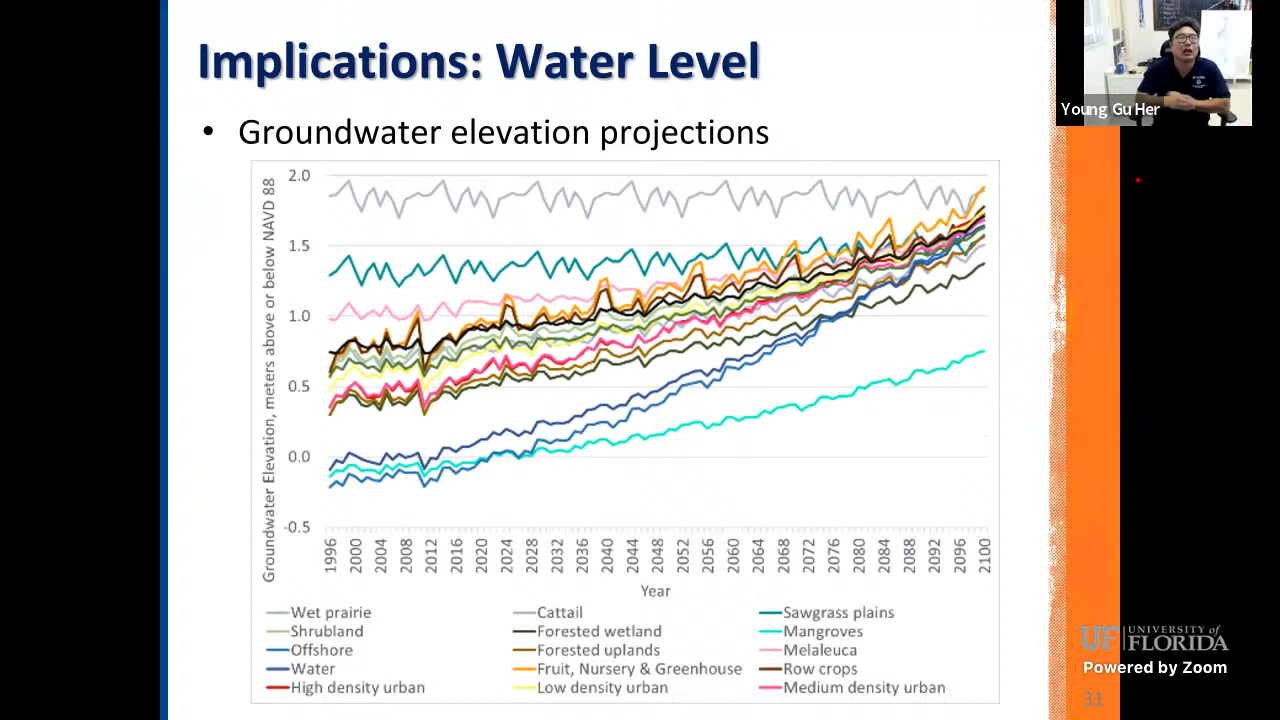 Implications: Water Level
Young Gu Her
• Groundwater elevation projections
Groundwater Elevation, meters above or below NAVD 88
2.0
1.5
1.0
0.5
0.0
-0.5
1996 2000 2004 2008 2012 2016 2020 2024 2028 2032 2036 2040 2044 2048 2052 2056 2060 2064 2068 2072 2076 2080 2084 2088 2092 2096 2100
Year
Wet prairie Cattail Sawgrass plains
Shrubland Forested wetland Mangroves
Offshore Forested uplands Melaleuca
Water Fruit, Nursery & Greenhouse Row crops
High density urban Low density urban Medium density urban
UF UNIVERSITY of
FLORIDA
Powered by Zoom
31